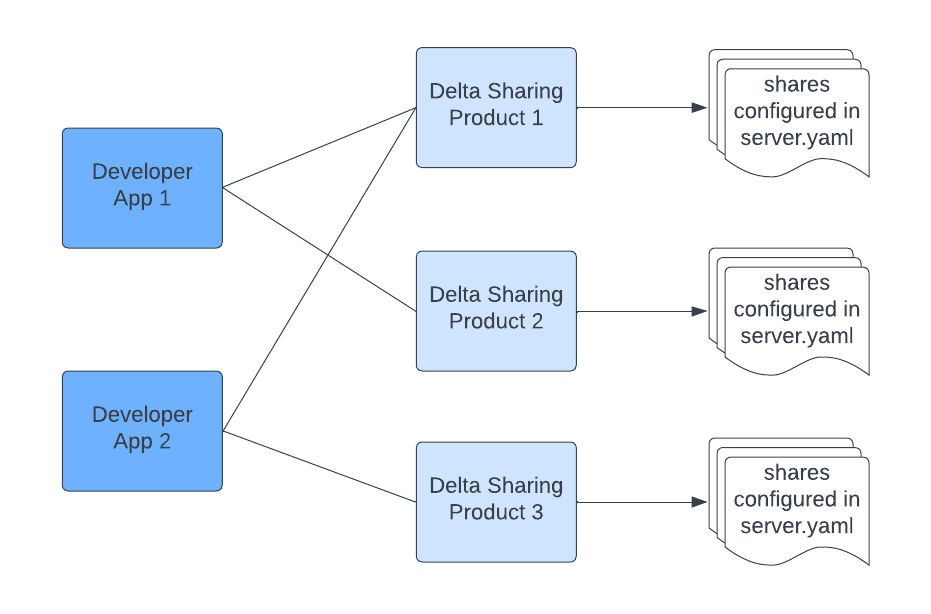 Developer
App 1
Developer
App 2
Delta Sharing
Product 1
Delta Sharing
Product 2
Delta Sharing
Product 3
shares
configured in
server.yaml
shares
configured in
server.yaml
shares
configured in
server.yaml